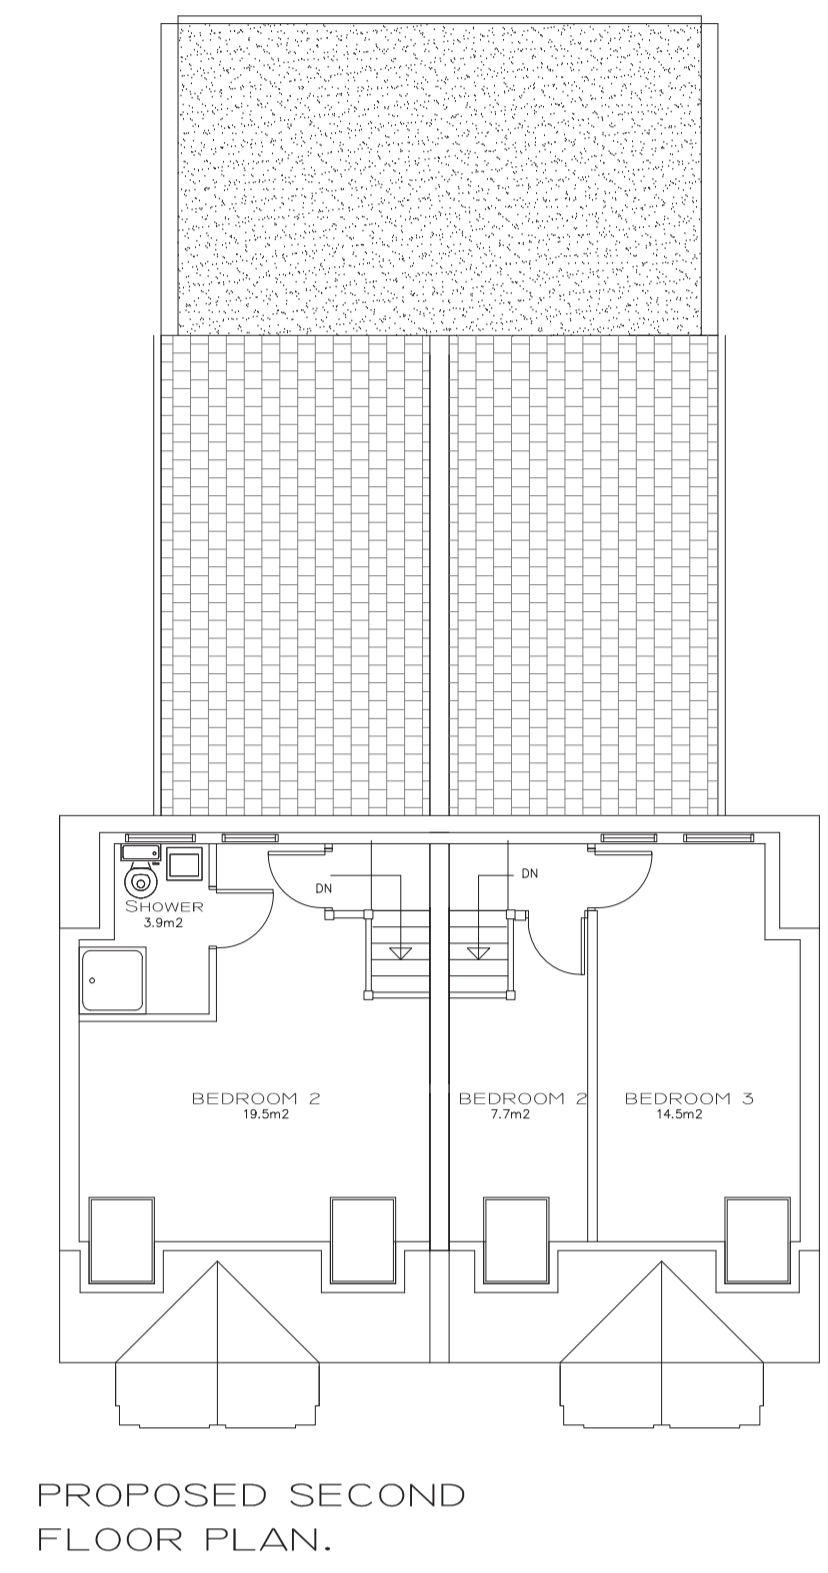 DN
DN
SHOWER
3.9m2
BEDROOM 2
19.5m2
BEDROOM 2
7.7m2
BEDROOM 3
14.5m2
PROPOSED SECOND
FLOOR PLAN.